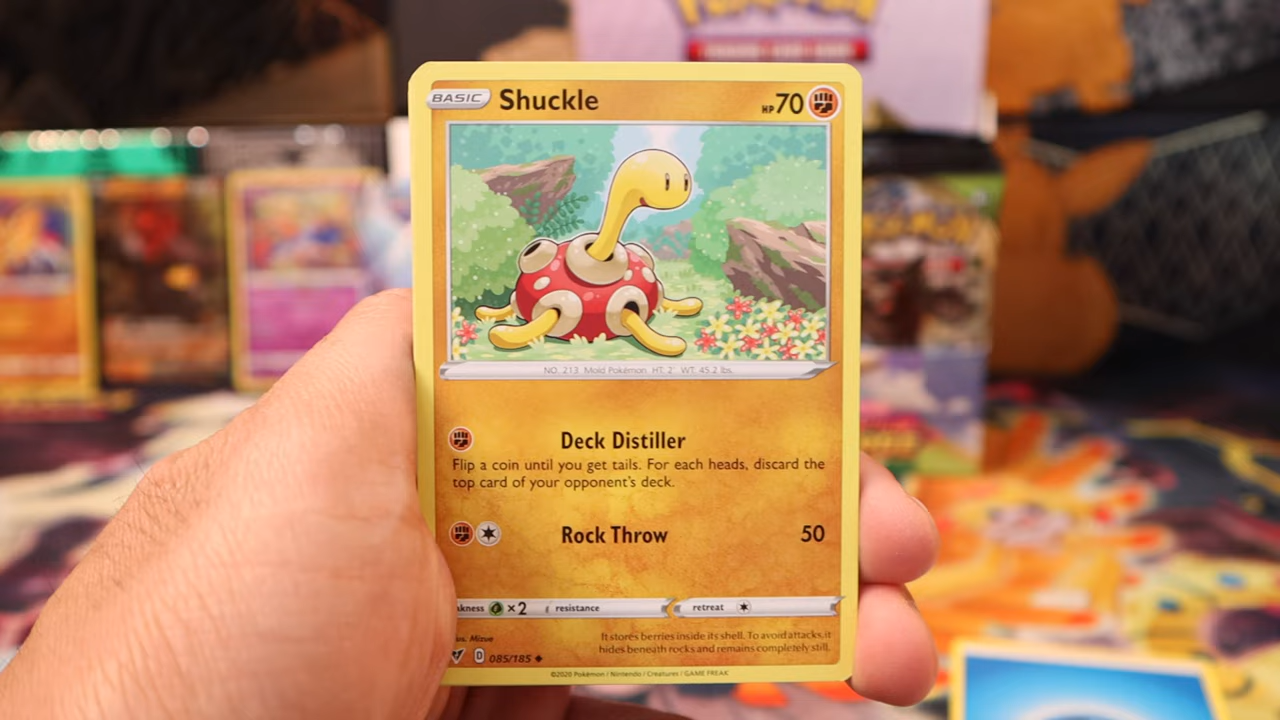 BASIC Shuckle HP 70
NO. 213 Mold Pokémon. HT: 2' WT: 45.2 lbs.
Deck Distiller
Flip a coin until you get tails. For each heads, discard the
top card of your opponent's deck.
Rock Throw 50
kness ×2 resistance retreat
us. Mizue
It stores berries inside its shell. To avoid attacks, it
hides beneath rocks and remains completely still.
D 085/185
©2020 Pokémon / Nintendo / Creatures / GAME FREAK